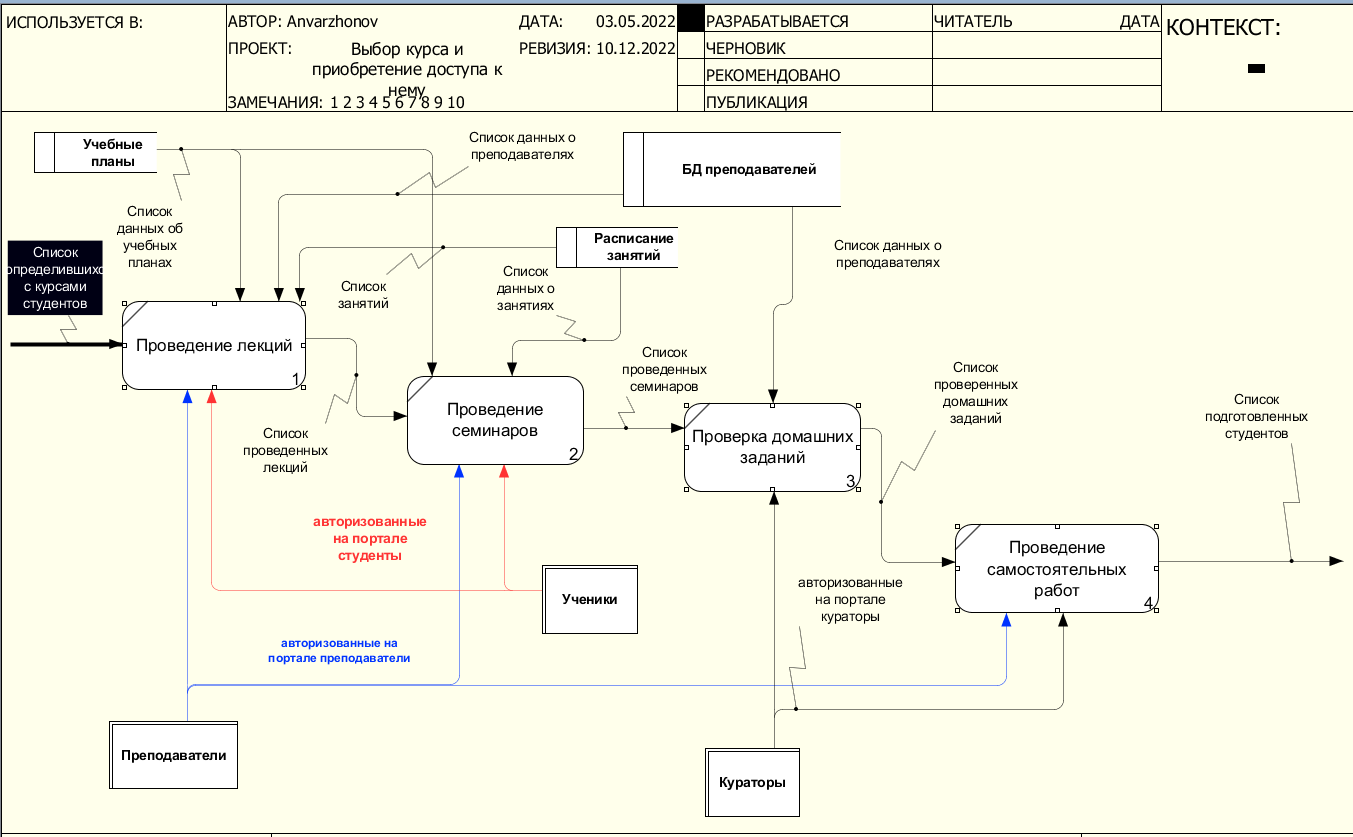 ИСПОЛЬЗУЕТСЯ В:
АВТОР: Anvarzhonov
ДАТА: 03.05.2022
ПРОЕКТ: Выбор курса и
приобретение доступа к
нему
РЕВИЗИЯ: 10.12.2022
ЗАМЕЧАНИЯ: 1 2 3 4 5 6 7 8 9 10
РАЗРАБАТЫВАЕТСЯ
ЧЕРНОВИК
РЕКОМЕНДОВАНО
ПУБЛИКАЦИЯ
ЧИТАТЕЛЬ ДАТА
КОНТЕКСТ:
Учебные
планы
Список данных о
преподавателях
БД преподавателей
Список
данных об
учебных
планах
Список
определивших
с курсами
студентов
Расписание
занятий
Список
занятий
Список
данных о
занятиях
Список данных о
преподавателях
Проведение лекций
1
Список
проведенных
лекций
Проведение
семинаров
2
Список
проведенных
семинаров
Проверка домашних
заданий
3
Список
проверенных
домашних
заданий
Список
подготовленных
студентов
Проведение
самостоятельных
работ
4
авторизованные
на портале
студенты
Ученики
авторизованные
на портале
кураторы
авторизованные на
портале преподаватели
Преподаватели
Кураторы